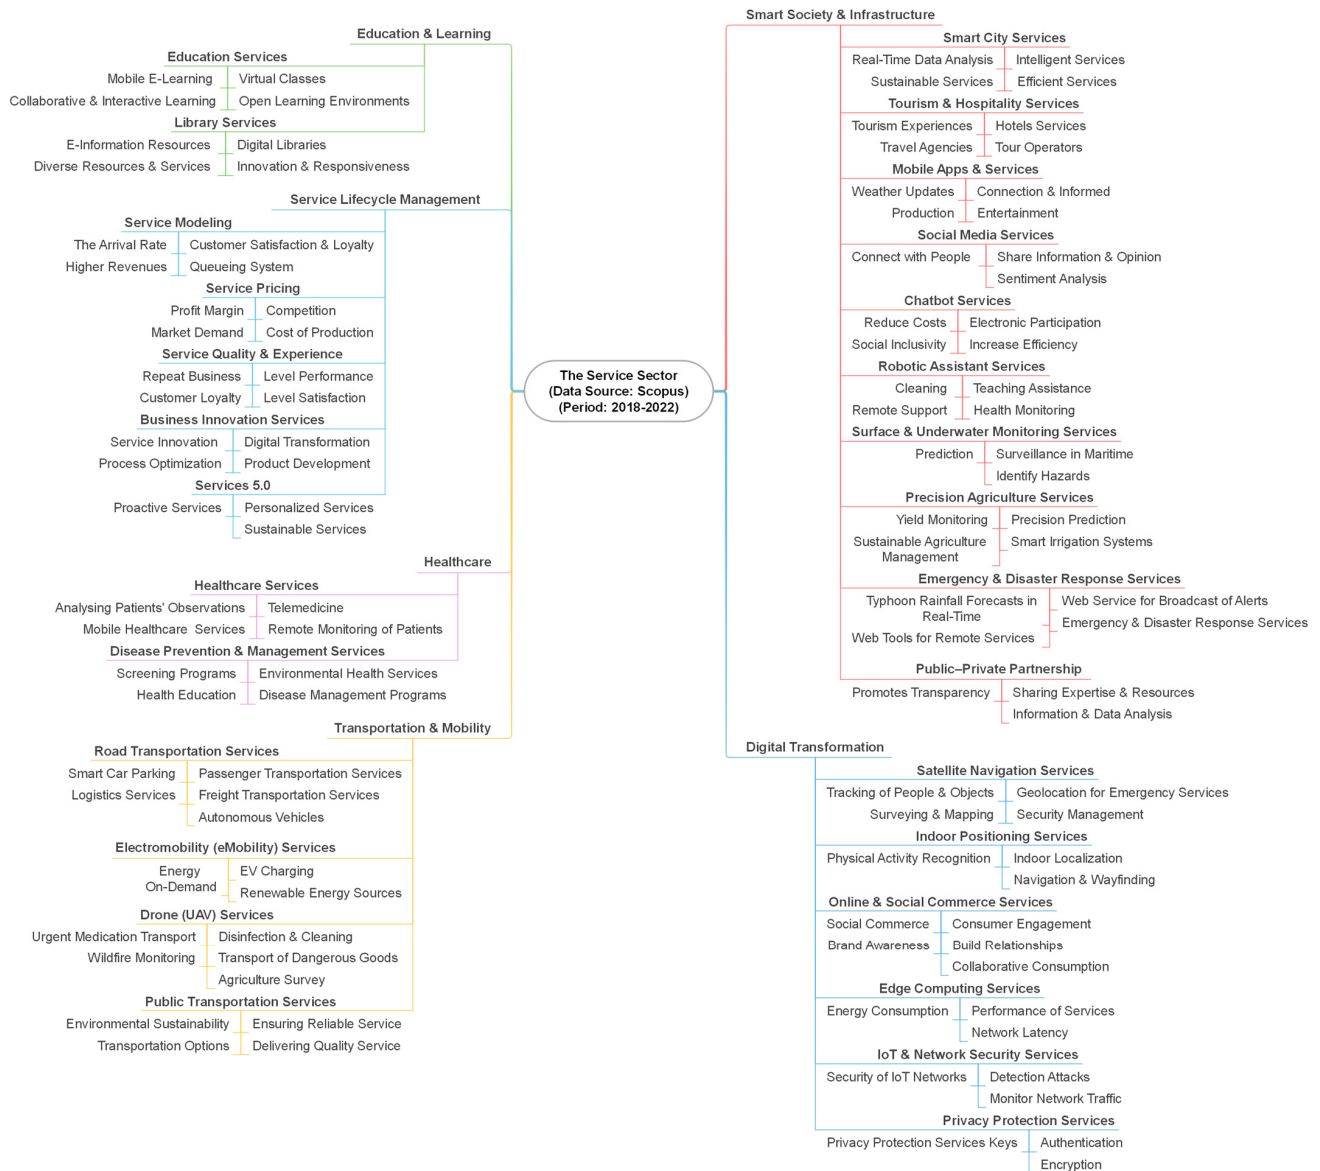 Education & Learning
Education Services
Mobile E-Learning
Virtual Classes
Collaborative & Interactive Learning
Open Learning Environments
Library Services
E-Information Resources
Digital Libraries
Diverse Resources & Services
Innovation & Responsiveness
Service Lifecycle Management
Service Modeling
The Arrival Rate
Customer Satisfaction & Loyalty
Higher Revenues
Queueing System
Service Pricing
Profit Margin
Competition
Market Demand
Cost of Production
Service Quality & Experience
Repeat Business
Level Performance
Customer Loyalty
Level Satisfaction
Business Innovation Services
Service Innovation
Digital Transformation
Process Optimization
Product Development
Services 5.0
Proactive Services
Personalized Services
Sustainable Services
Healthcare
Healthcare Services
Analysing Patients' Observations
Telemedicine
Mobile Healthcare Services
Remote Monitoring of Patients
Disease Prevention & Management Services
Screening Programs
Environmental Health Services
Health Education
Disease Management Programs
Transportation & Mobility
Road Transportation Services
Smart Car Parking
Passenger Transportation Services
Logistics Services
Freight Transportation Services
Autonomous Vehicles
Electromobility (eMobility) Services
Energy
On-Demand
EV Charging
Renewable Energy Sources
Drone (UAV) Services
Urgent Medication Transport
Disinfection & Cleaning
Wildfire Monitoring
Transport of Dangerous Goods
Agriculture Survey
Public Transportation Services
Environmental Sustainability
Ensuring Reliable Service
Transportation Options
Delivering Quality Service
The Service Sector
(Data Source: Scopus)
(Period: 2018-2022)
Smart Society & Infrastructure
Smart City Services
Real-Time Data Analysis
Intelligent Services
Sustainable Services
Efficient Services
Tourism & Hospitality Services
Tourism Experiences
Hotels Services
Travel Agencies
Tour Operators
Mobile Apps & Services
Weather Updates
Connection & Informed
Production
Entertainment
Social Media Services
Connect with People
Share Information & Opinion
Sentiment Analysis
Chatbot Services
Reduce Costs
Electronic Participation
Social Inclusivity
Increase Efficiency
Robotic Assistant Services
Cleaning
Teaching Assistance
Remote Support
Health Monitoring
Surface & Underwater Monitoring Services
Prediction
Surveillance in Maritime
Identify Hazards
Precision Agriculture Services
Yield Monitoring
Precision Prediction
Sustainable Agriculture
Management
Smart Irrigation Systems
Emergency & Disaster Response Services
Typhoon Rainfall Forecasts in
Real-Time
Web Service for Broadcast of Alerts
Web Tools for Remote Services
Emergency & Disaster Response Services
Public–Private Partnership
Promotes Transparency
Sharing Expertise & Resources
Information & Data Analysis
Digital Transformation
Satellite Navigation Services
Tracking of People & Objects
Geolocation for Emergency Services
Surveying & Mapping
Security Management
Indoor Positioning Services
Physical Activity Recognition
Indoor Localization
Navigation & Wayfinding
Online & Social Commerce Services
Social Commerce
Consumer Engagement
Brand Awareness
Build Relationships
Collaborative Consumption
Edge Computing Services
Energy Consumption
Performance of Services
Network Latency
IoT & Network Security Services
Security of IoT Networks
Detection Attacks
Monitor Network Traffic
Privacy Protection Services
Privacy Protection Services Keys
Authentication
Encryption